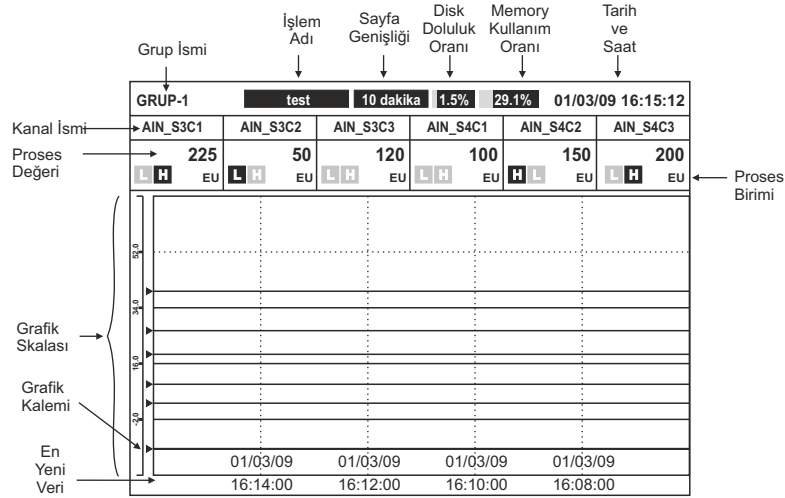 Grup İsmi
İşlem Adı
Sayfa Genişliği
Disk Doluluk Oranı
Memory Kullanım Oranı
Tarih ve Saat
GRUP-1 test 10 dakika 1.5% 29.1% 01/03/09 16:15:12
Kanal İsmi AIN_S3C1 AIN_S3C2 AIN_S3C3 AIN_S4C1 AIN_S4C2 AIN_S4C3
Proses Değeri
225 50 120 100 150 200
L H EU L H EU L H EU L H EU H L EU L H EU
Proses Birimi
52.0
34.0
Grafik Skalası
16.0
Grafik Kalemi
-2.0
En Yeni Veri
01/03/09 01/03/09 01/03/09 01/03/09
16:14:00 16:12:00 16:10:00 16:08:00